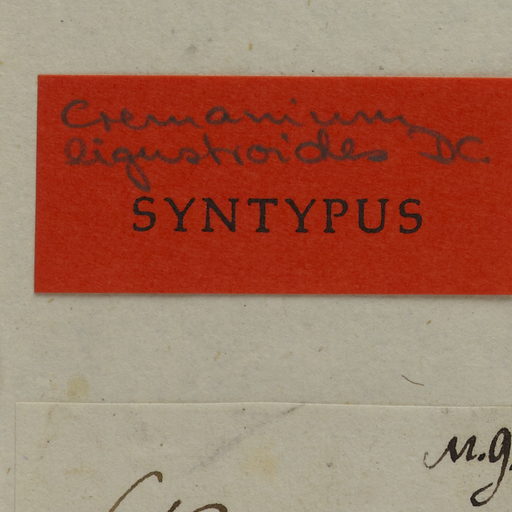 Cremanium
ligustroides DC.
SYNTYPUS
M.g.